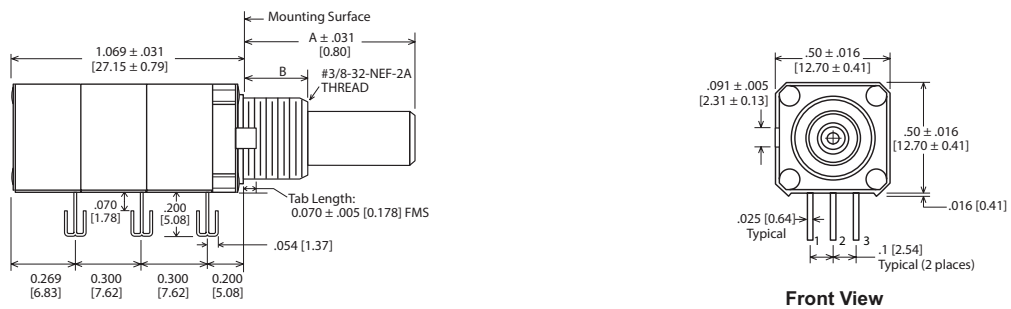 Mounting Surface
A ± .031
[0.80]
1.069 ± .031
[27.15 ± 0.79]
B
#3/8-32-NEF-2A
THREAD
.070
[1.78]
.200
[5.08]
Tab Length:
0.070 ± .005 [0.178] FMS
.054 [1.37]
0.269
[6.83]
0.300
[7.62]
0.300
[7.62]
0.200
[5.08]
.50 ± .016
[12.70 ± 0.41]
.091 ± .005
[2.31 ± 0.13]
.50 ± .016
[12.70 ± 0.41]
.016 [0.41]
.025 [0.64]
Typical
1
2
3
.1 [2.54]
Typical (2 places)
Front View